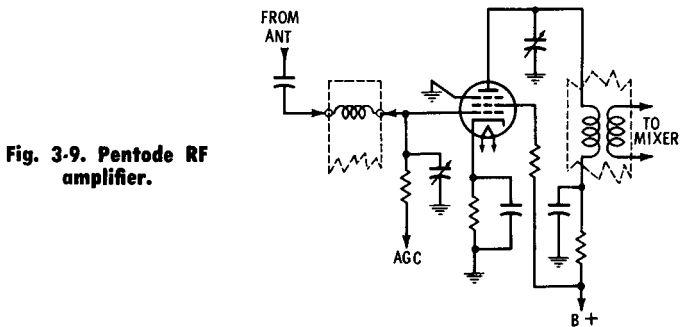 FROM
ANT
Fig. 3-9. Pentode RF
amplifier.
TO
MIXER
AGC
B +